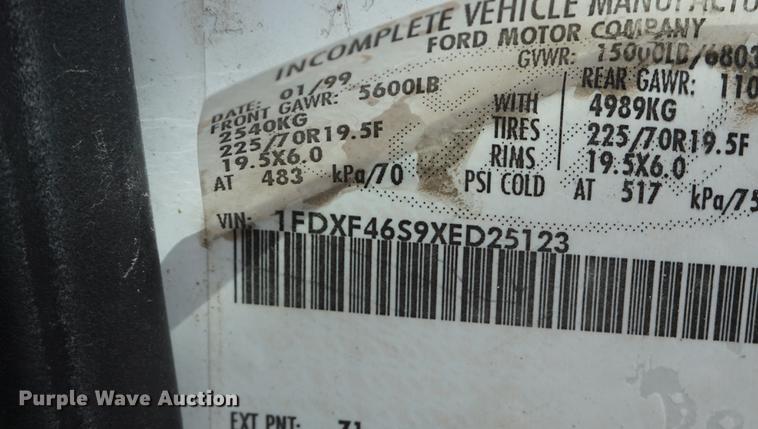 INCOMPLETE VEHICLE MANUFACTU
FORD MOTOR COMPANY
DATE: 01/99 GVWR: 15000LB/6803
FRONT GAWR: 5600LB REAR GAWR: 110
2540KG WITH 4989KG
225/70R19.5F TIRES 225/70R19.5F
19.5X6.0 RIMS 19.5X6.0
AT 483 kPa/70 PSI COLD AT 517 kPa/75
VIN: 1FDXF46S9XED25123
Purple Wave Auction
EXT PNT: Z1